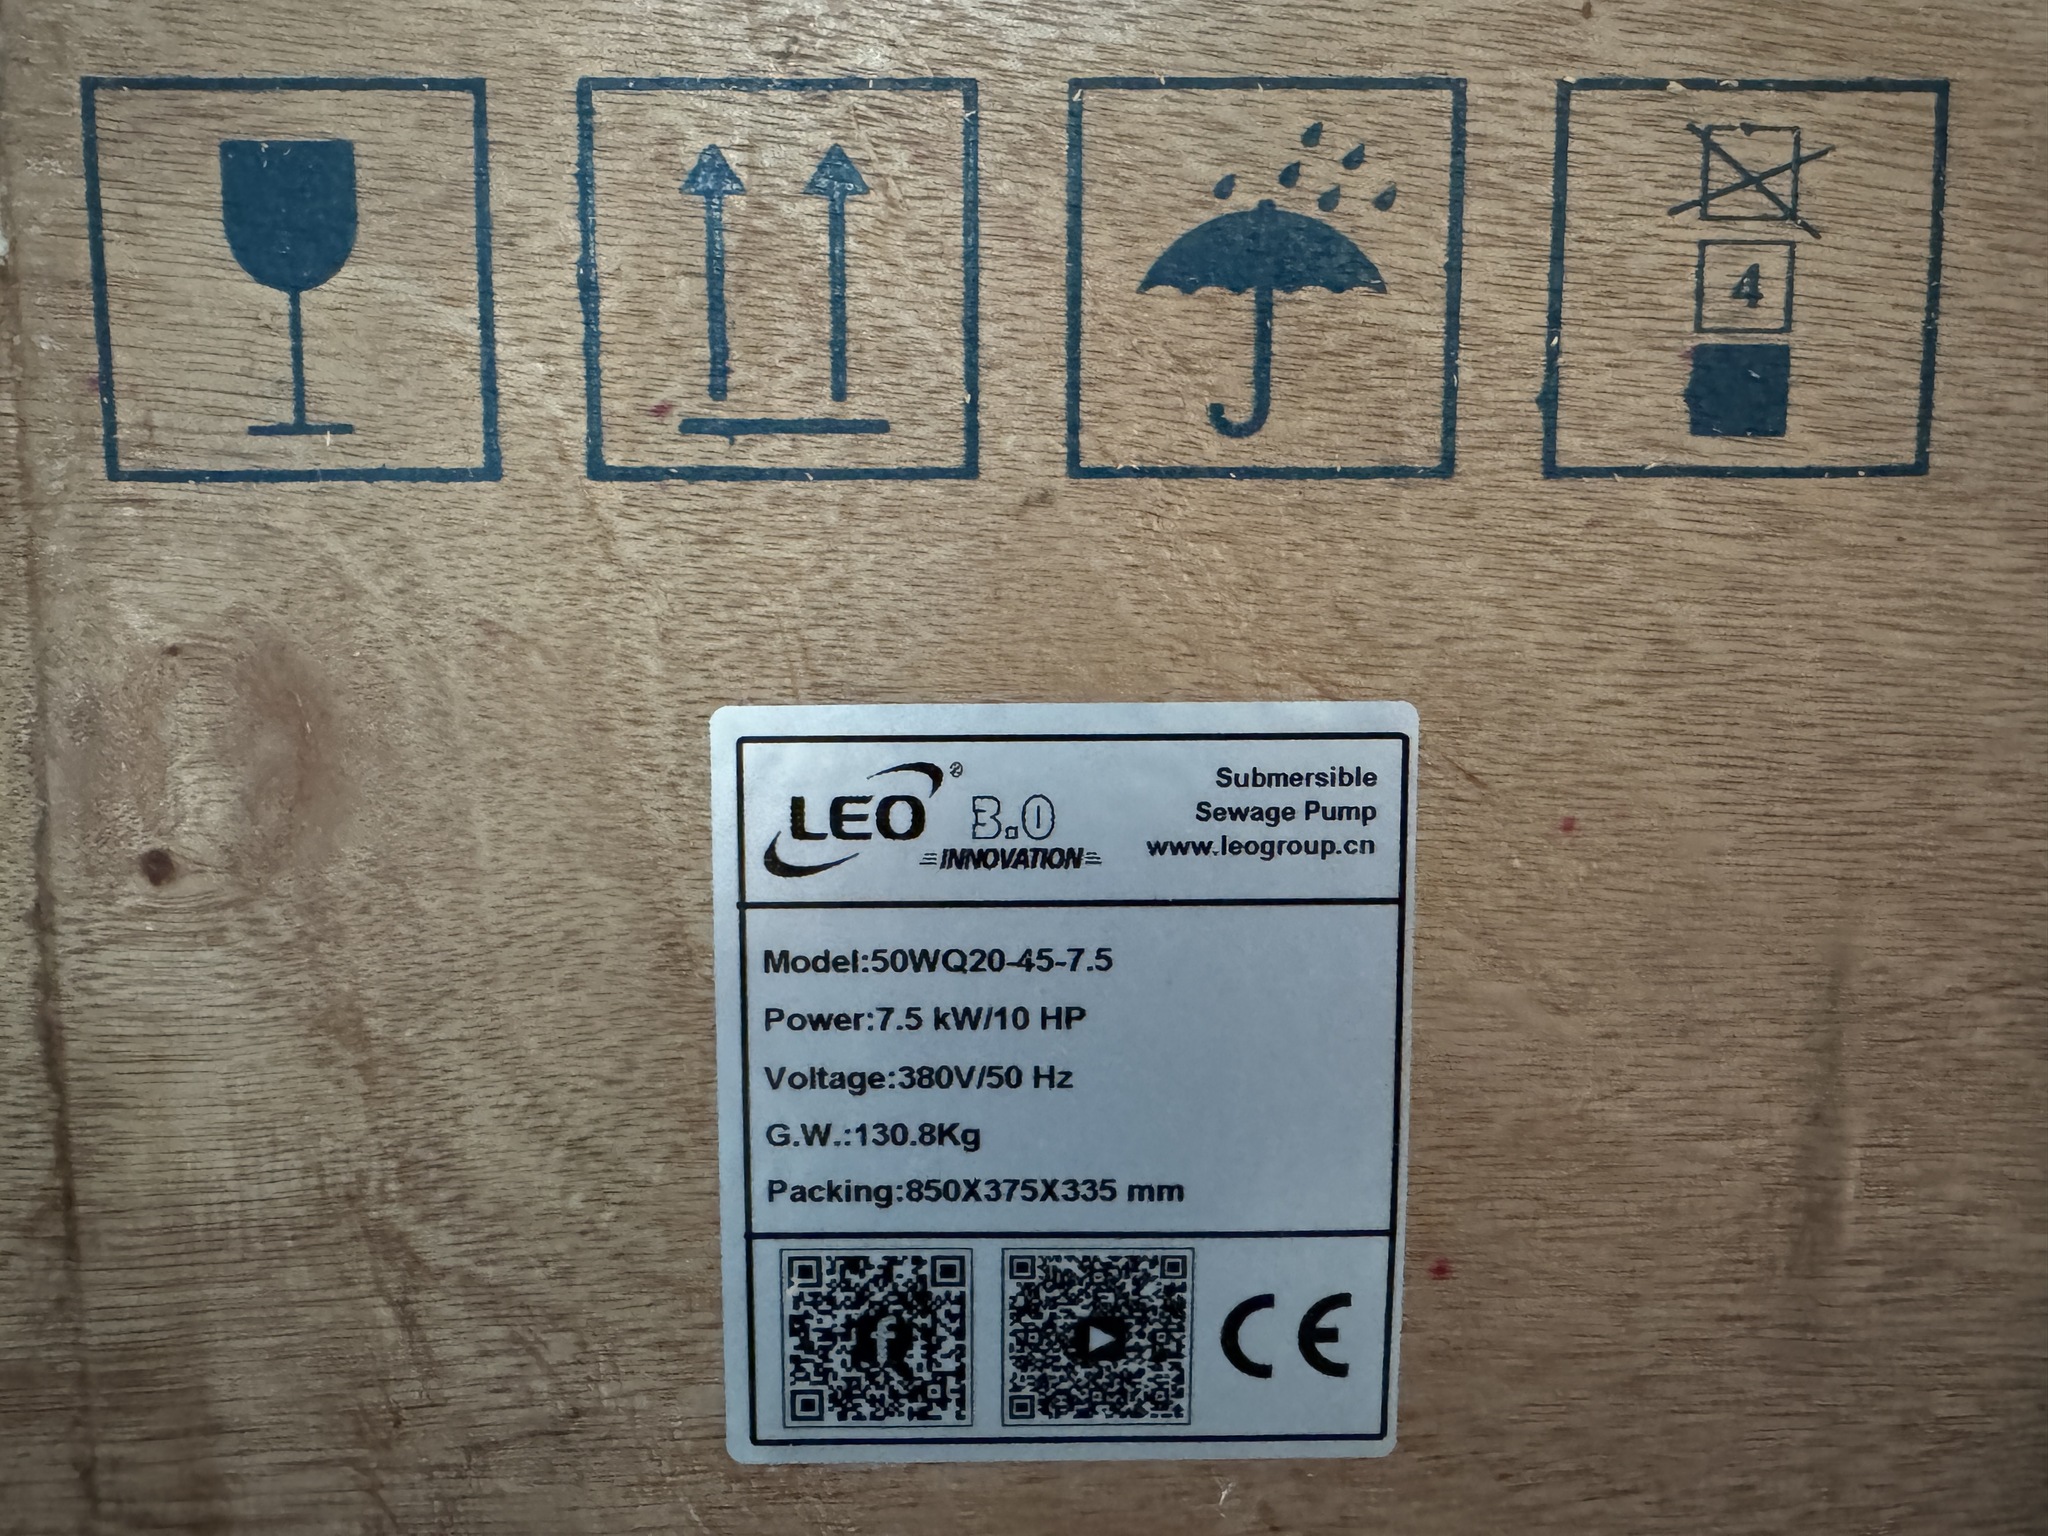 4
LEO® 3.0
INNOVATION
Submersible
Sewage Pump
www.leogroup.cn
Model:50WQ20-45-7.5
Power:7.5 kW/10 HP
Voltage:380V/50 Hz
G.W.:130.8Kg
Packing:850X375X335 mm
f
CE